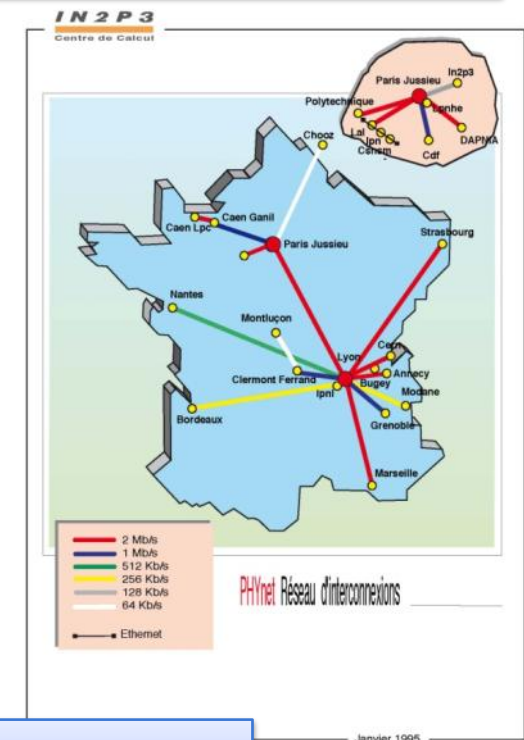 IN2P3
Centre de Calcul
Paris Jussieu
In2p3
Polytechnique
Lpnhe
Lal
Ipn
Csnsm
Cdf
DAPNIA
Chooz
Caen Ganil
Caen Lpc
Paris Jussieu
Strasbourg
Nantes
Montluçon
Lyon
Cern
Annecy
Clermont Ferrand
Bugey
Ipnl
Modane
Bordeaux
Grenoble
Marseille
2 Mb/s
1 Mb/s
512 Kb/s
256 Kb/s
128 Kb/s
64 Kb/s
Ethernet
PHYnet Réseau d'interconnexions
Janvier 1995